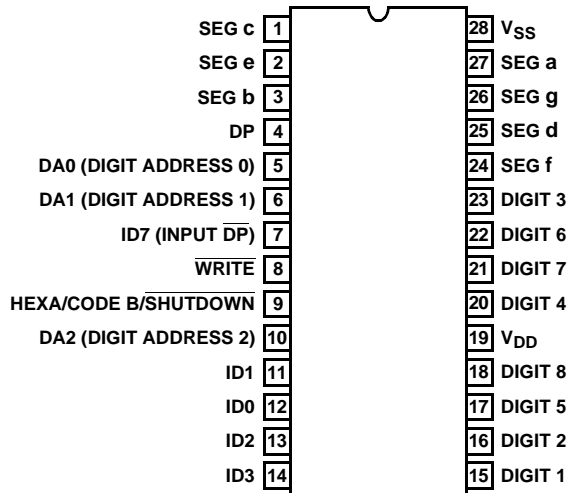 SEG c 1
SEG e 2
SEG b 3
DP 4
DA0 (DIGIT ADDRESS 0) 5
DA1 (DIGIT ADDRESS 1) 6
ID7 (INPUT D̅P̅) 7
W̅R̅I̅T̅E̅ 8
HEXA/CODE B/S̅H̅U̅T̅D̅O̅W̅N̅ 9
DA2 (DIGIT ADDRESS 2) 10
ID1 11
ID0 12
ID2 13
ID3 14
28 VSS
27 SEG a
26 SEG g
25 SEG d
24 SEG f
23 DIGIT 3
22 DIGIT 6
21 DIGIT 7
20 DIGIT 4
19 VDD
18 DIGIT 8
17 DIGIT 5
16 DIGIT 2
15 DIGIT 1